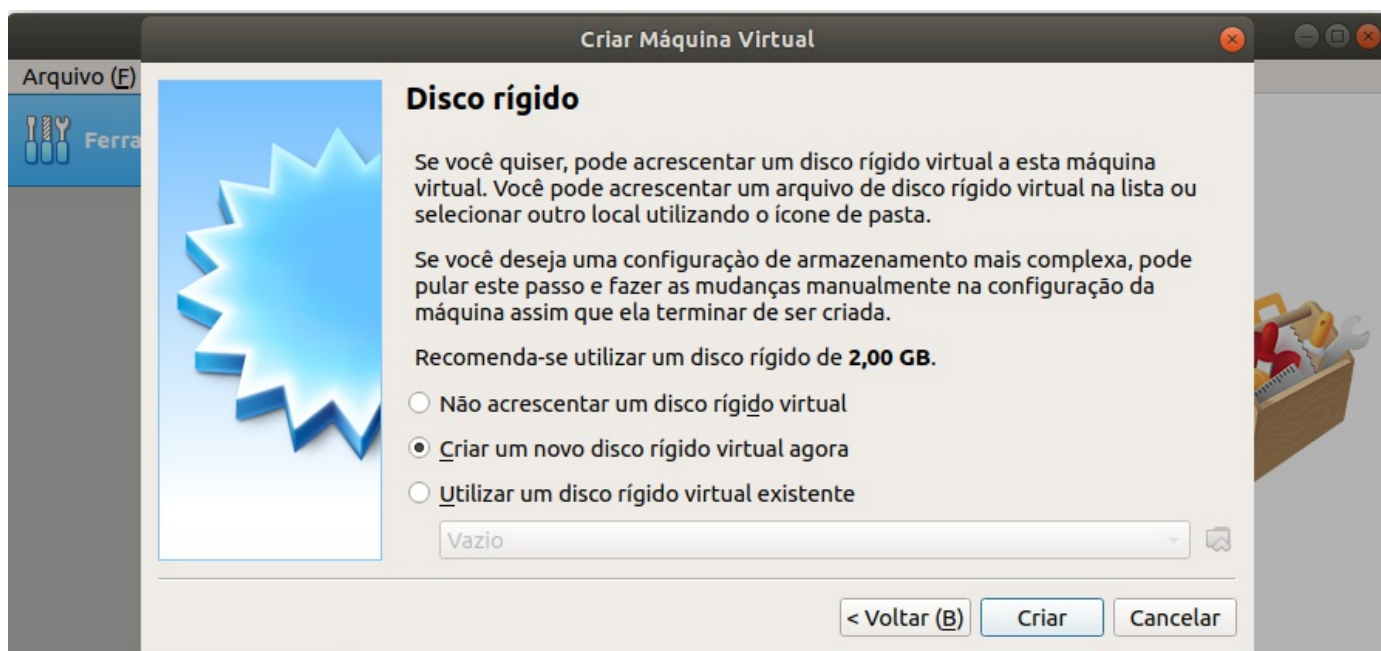 Criar Máquina Virtual
Arquivo (F)
Ferra
Disco rígido
Se você quiser, pode acrescentar um disco rígido virtual a esta máquina
virtual. Você pode acrescentar um arquivo de disco rígido virtual na lista ou
selecionar outro local utilizando o ícone de pasta.
Se você deseja uma configuraçào de armazenamento mais complexa, pode
pular este passo e fazer as mudanças manualmente na configuração da
máquina assim que ela terminar de ser criada.
Recomenda-se utilizar um disco rígido de 2,00 GB.
Não acrescentar um disco rígido virtual
Criar um novo disco rígido virtual agora
Utilizar um disco rígido virtual existente
Vazio
< Voltar (B) Criar Cancelar